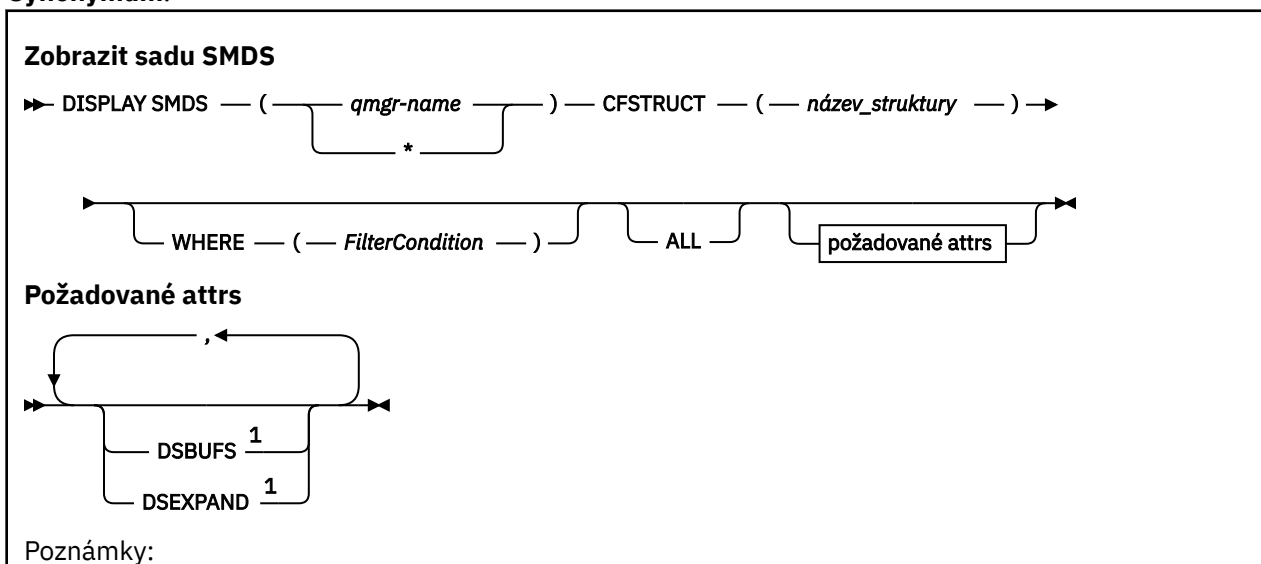 Zobrazit sadu SMDS
DISPLAY SMDS ( qmgr-name ) CFSTRUCT ( název_struktury )
*
WHERE ( FilterCondition ) ALL požadované attrs
Požadované attrs
,
DSBUFS 1
DSEXPAND 1
Poznámky: